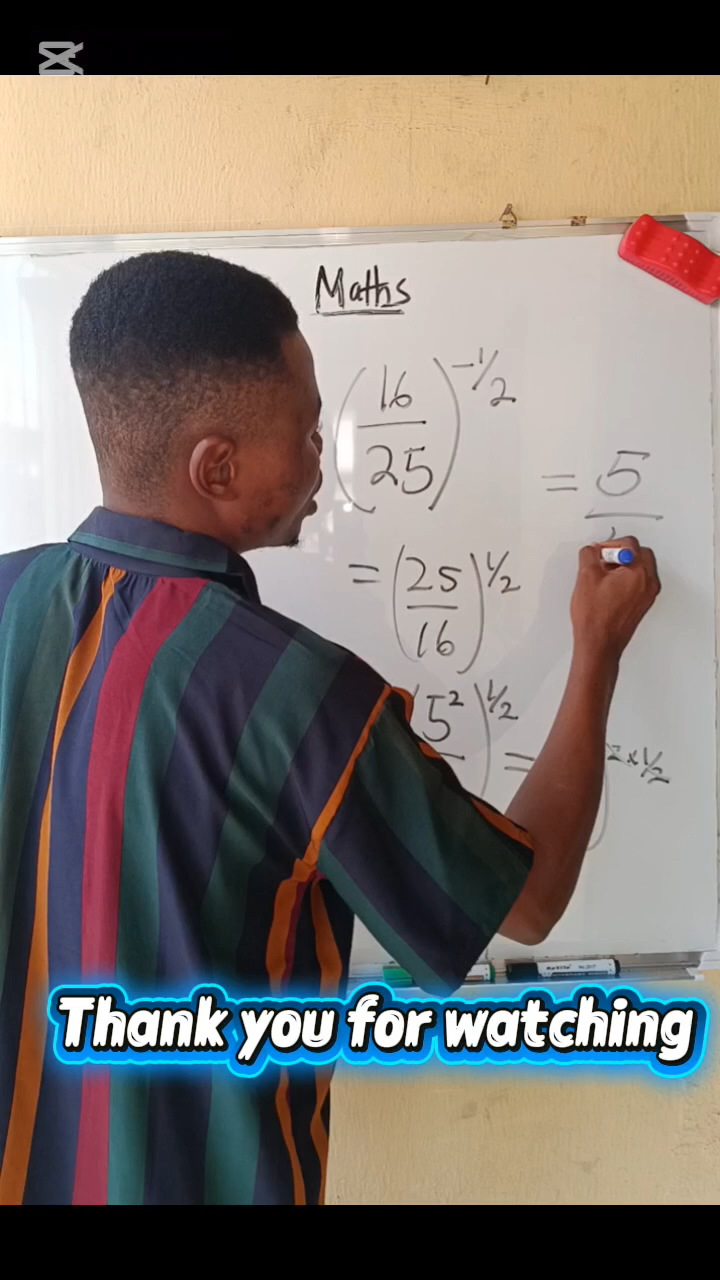 Maths
(16/25)^-1/2
= (25/16)^1/2
(5²/ )^1/2 = ( )^2 x 1/2
= 5/
Thank you for watching